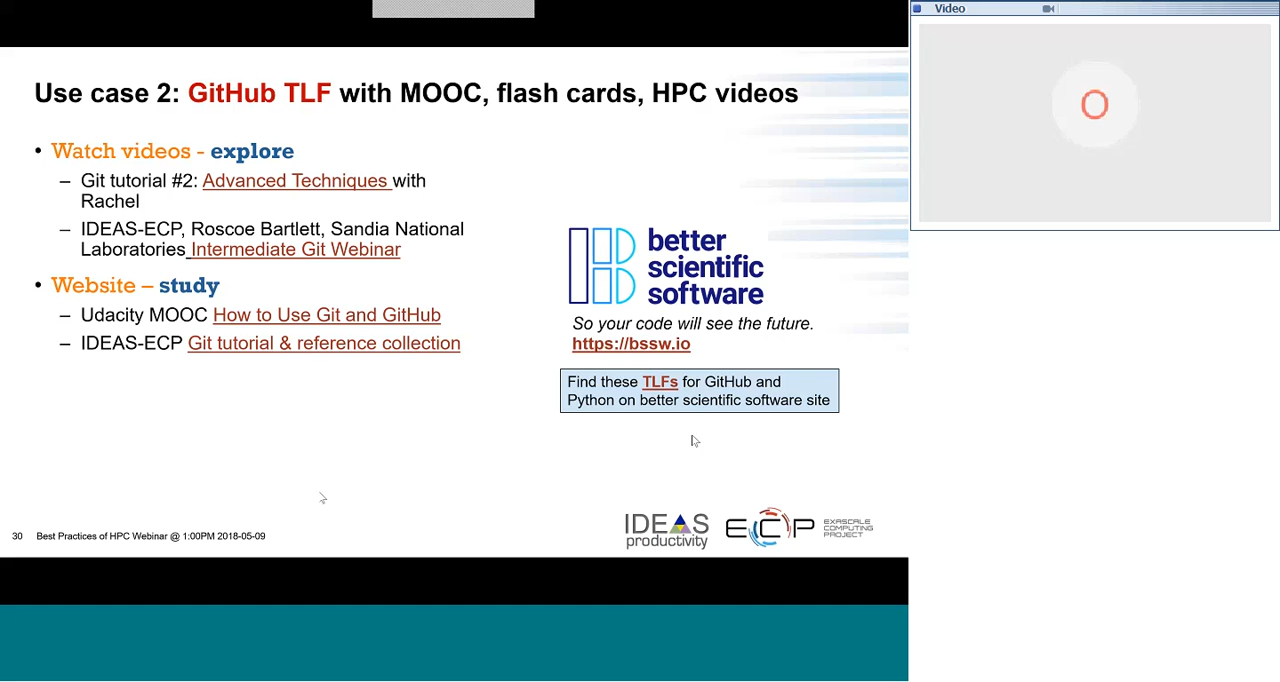 Use case 2: GitHub TLF with MOOC, flash cards, HPC videos
• Watch videos - explore
– Git tutorial #2: Advanced Techniques with
Rachel
– IDEAS-ECP, Roscoe Bartlett, Sandia National
Laboratories Intermediate Git Webinar
• Website – study
– Udacity MOOC How to Use Git and GitHub
– IDEAS-ECP Git tutorial & reference collection
better
scientific
software
So your code will see the future.
https://bssw.io
Find these TLFs for GitHub and
Python on better scientific software site
30 Best Practices of HPC Webinar @ 1:00PM 2018-05-09
IDEAS
productivity
ECP
EXASCALE
COMPUTING
PROJECT
Video
O